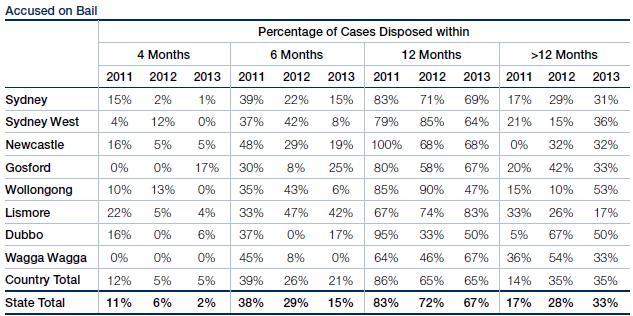 Accused on Bail
Percentage of Cases Disposed within
4 Months 6 Months 12 Months >12 Months
2011 2012 2013 2011 2012 2013 2011 2012 2013 2011 2012 2013
Sydney 15% 2% 1% 39% 22% 15% 83% 71% 69% 17% 29% 31%
Sydney West 4% 12% 0% 37% 42% 8% 79% 85% 64% 21% 15% 36%
Newcastle 16% 5% 5% 48% 29% 19% 100% 68% 68% 0% 32% 32%
Gosford 0% 0% 17% 30% 8% 25% 80% 58% 67% 20% 42% 33%
Wollongong 10% 13% 0% 35% 43% 6% 85% 90% 47% 15% 10% 53%
Lismore 22% 5% 4% 33% 47% 42% 67% 74% 83% 33% 26% 17%
Dubbo 16% 0% 6% 37% 0% 17% 95% 33% 50% 5% 67% 50%
Wagga Wagga 0% 0% 0% 45% 8% 0% 64% 46% 67% 36% 54% 33%
Country Total 12% 5% 5% 39% 26% 21% 86% 65% 65% 14% 35% 35%
State Total 11% 6% 2% 38% 29% 15% 83% 72% 67% 17% 28% 33%